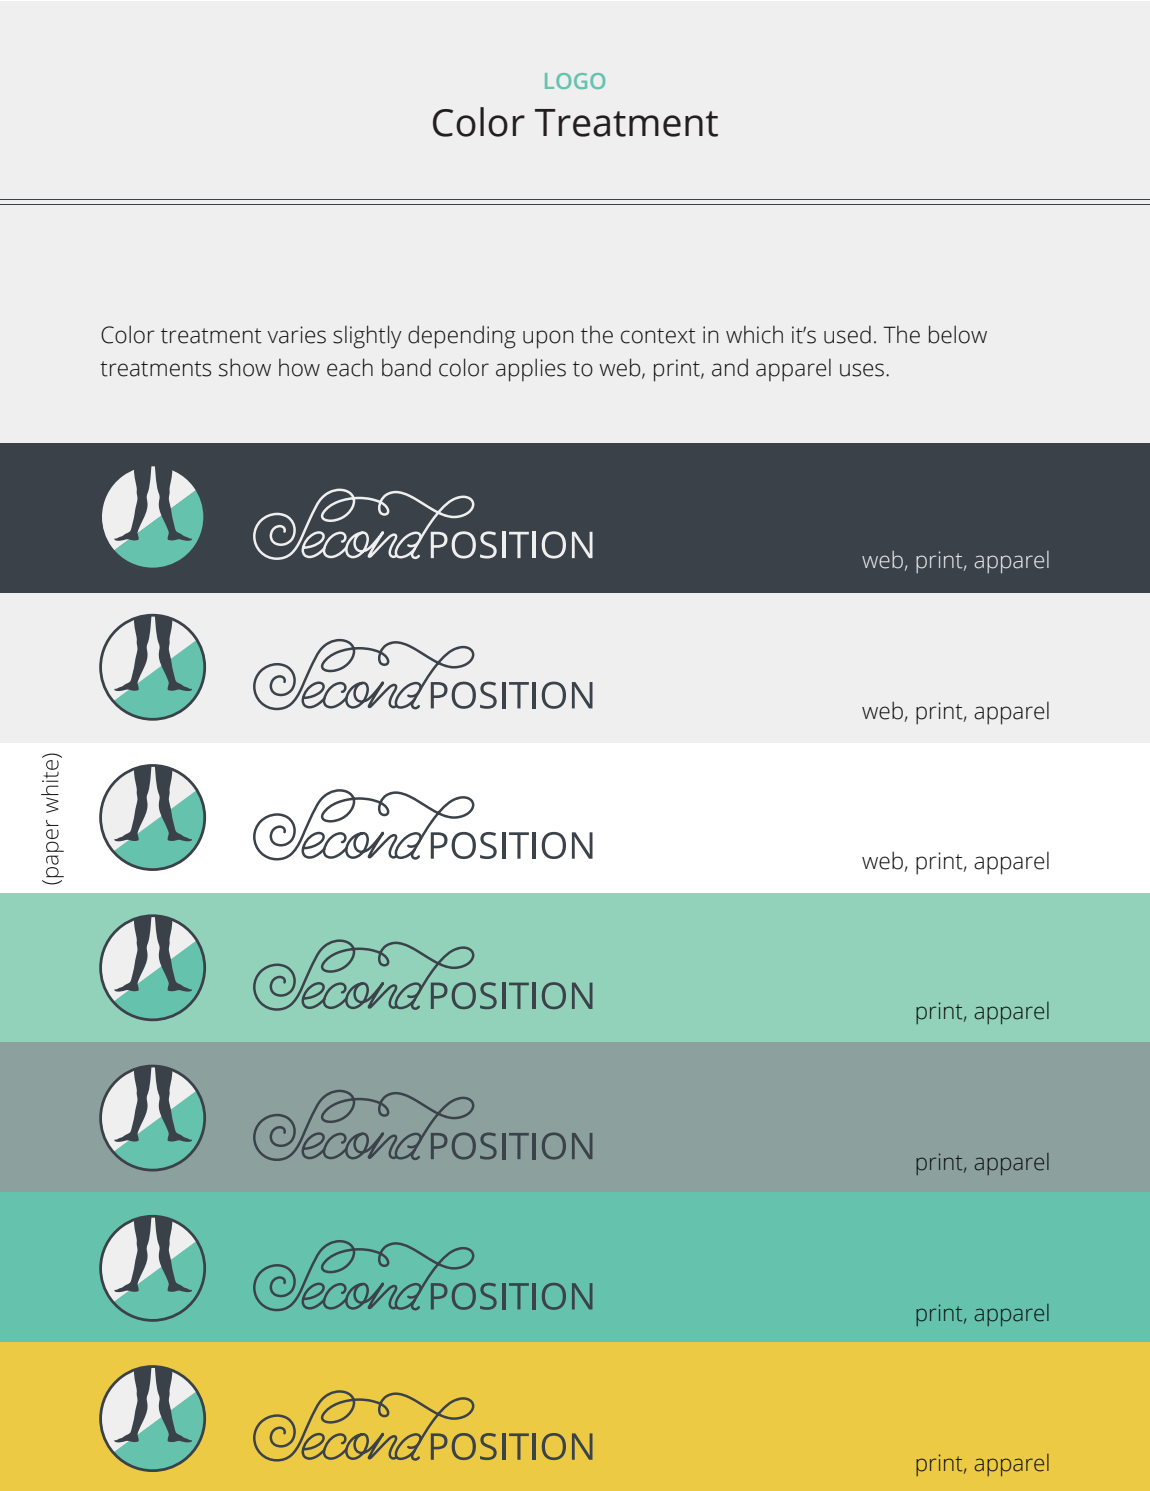 LOGO
Color Treatment
Color treatment varies slightly depending upon the context in which it’s used. The below
treatments show how each band color applies to web, print, and apparel uses.
Second POSITION
web, print, apparel
Second POSITION
web, print, apparel
(paper white)
Second POSITION
web, print, apparel
Second POSITION
print, apparel
Second POSITION
print, apparel
Second POSITION
print, apparel
Second POSITION
print, apparel